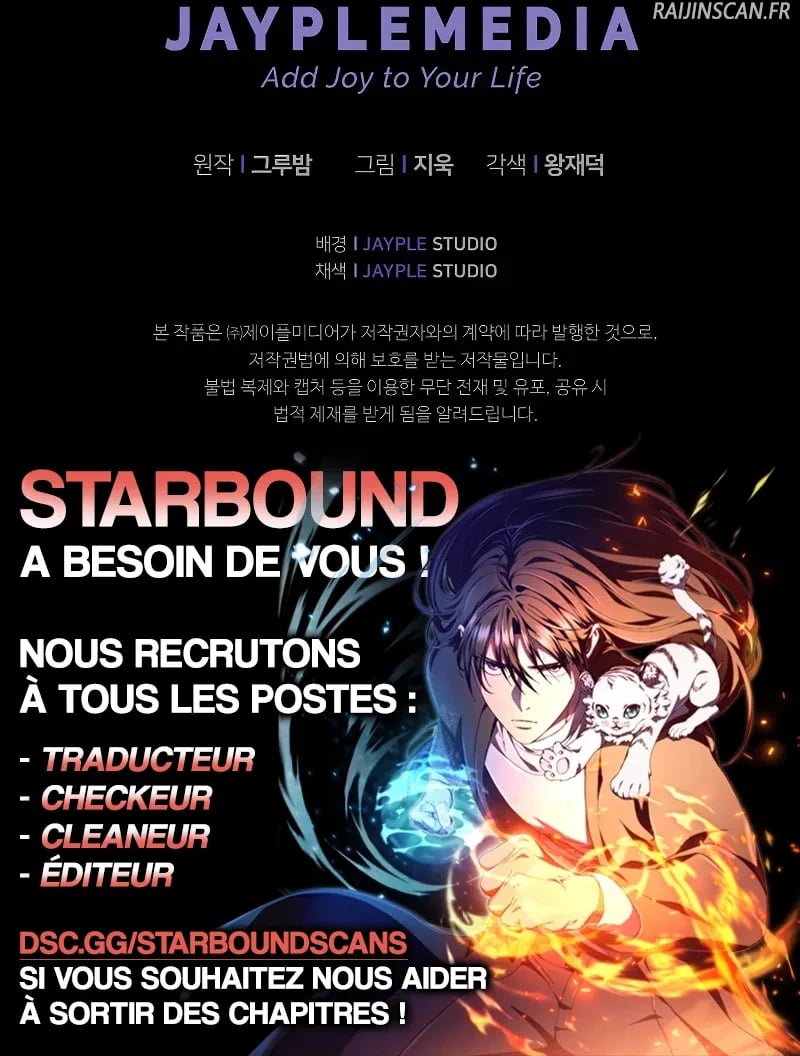 RAIJINSCAN.FR
JAYPLEMEDIA
Add Joy to Your Life
원작 | 그루밤 그림 | 지욱 각색 | 왕재덕
배경 | JAYPLE STUDIO
채색 | JAYPLE STUDIO
본 작품은 ㈜제이플미디어가 저작권자와의 계약에 따라 발행한 것으로,
저작권법에 의해 보호를 받는 저작물입니다.
불법 복제와 캡처 등을 이용한 무단 전재 및 유포, 공유 시
법적 제재를 받게 됨을 알려드립니다.
STARBOUND
A BESOIN DE VOUS !
NOUS RECRUTONS
À TOUS LES POSTES :
- TRADUCTEUR
- CHECKEUR
- CLEANEUR
- ÉDITEUR
DSC.GG/STARBOUNDSCANS
SI VOUS SOUHAITEZ NOUS AIDER
À SORTIR DES CHAPITRES !